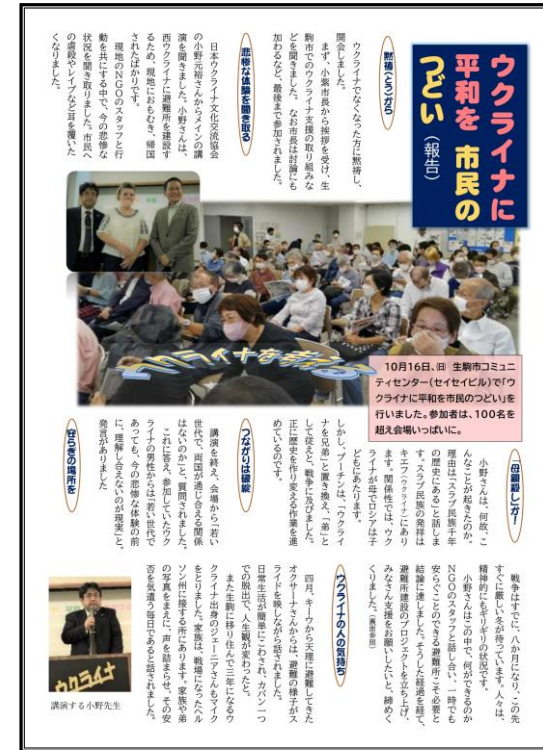 ウクライナに
平和を 市民の
つどい（報告）
黙禱（とう）から
ウクライナでなくなった方に黙禱し、
開会しました。
まず、小紫市長から挨拶を受け、生
駒市でのウクライナ支援の取り組みな
どを聞きました。なお市長は討論にも
加わるなど、最後まで参加されました。
悲惨な体験を聞き取る
日本ウクライナ文化交流協会
の小野元裕さんからメインの講
演を聞きました。小野さんは、
西ウクライナに避難所を建設す
るため、現地におもむき、帰国
されたばかりです。
現地のNGOのスタッフと行
動を共にする中で、今の悲惨な
状況を聞き取りました。市民へ
の虐殺やレイプなど耳を覆いた
くなりました。
10月16日、㈰ 生駒市コミュニ
ティセンター(セイセイビル)で「ウ
クライナに平和を市民のつどい」を
行いました。参加者は、100名を
超え会場いっぱいに。
「母親殺し」か！
小野さんは、何故、こ
んなことが起きたのか。
理由は「スラブ民族千年
の歴史にある」と話しま
す。スラブ民族の発祥は
キエフ（ウクライナ）にあり
ます。関係性では、ウク
ライナが母でロシアは子
どもにあたります。
しかし、プーチンは、「ウクライ
ナを兄弟」と置き換え、「弟」と
して従えと、戦争に及びました。
正に歴史を作り変える作業を進
めているのです。
つながりは破綻
講演を終え、会場から「若い
世代で、両国が通じ合える関係
はないのか」と、質問されました。
これに答え、参加していたウク
ライナの男性からは「若い世代で
あっても、今の悲惨な体験の前
に、理解し合えないのが現実」と、
発言がありました
安らぎの場所を
戦争はすでに、八か月になり、この先
すぐに厳しい冬が待っています。人々は、
精神的にもギリギリの状況です。
小野さんはこの中で、何ができるのか
NGOのスタッフと話し合い、一時でも
安らぐことのできる避難所こそ必要と
結論に達しました。そうした経過を経て、
避難所建設のプロジェクトを立ち上げ、
みなさん支援をお願いしたいと、締めく
くりました。（裏面参照）
ウクライナの人の気持ち
四月、キーウから天理に避難してきた
オクサーナさんからは、避難の様子がス
ライドを映しながら話されました。
日常生活が簡単にこわされ、カバン一つ
での脱出で、人生観が変わったと。
また生駒に移り住んで三年になるウ
クライナ出身のジェーニアさんもマイク
をとりました。家族は、戦場になったヘル
ソン州に接する所にあります。家族や弟
の写真をまえに、声を詰まらせ、その安
否を気遣う毎日であると話されました。
ウクライナ
講演する小野先生